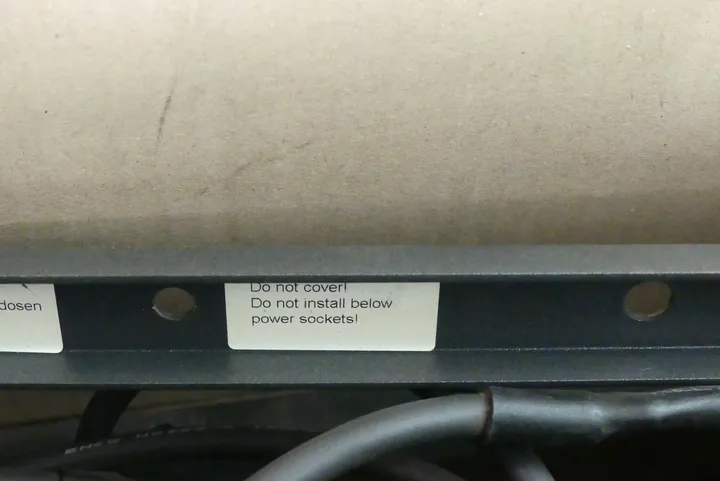 dosen
Do not cover!
Do not install below
power sockets!